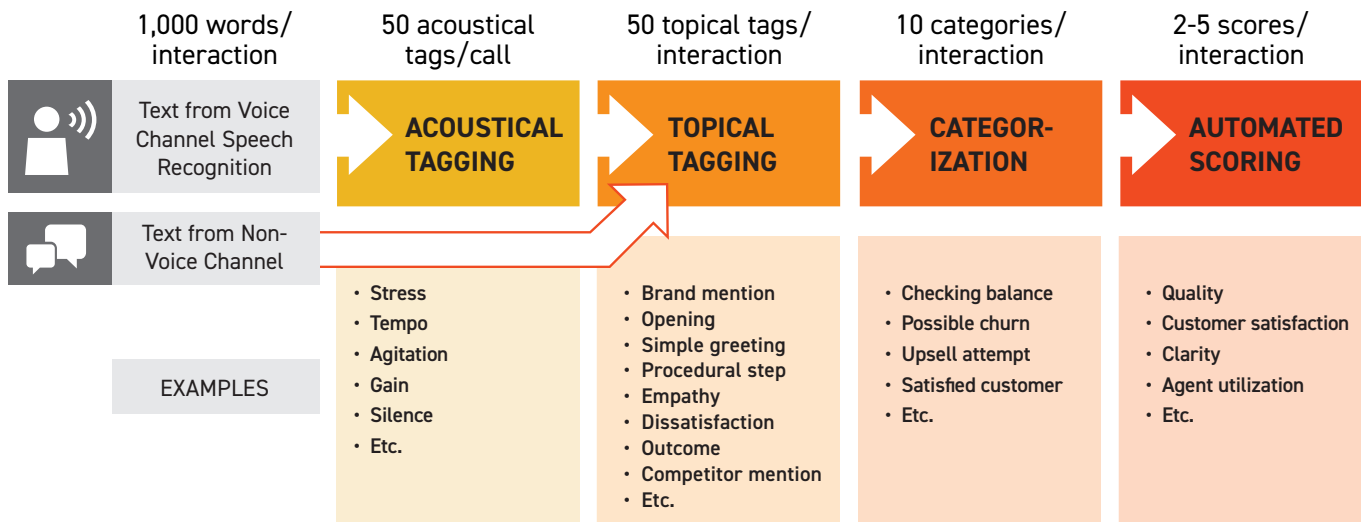 1,000 words/
interaction
50 acoustical
tags/call
50 topical tags/
interaction
10 categories/
interaction
2-5 scores/
interaction
Text from Voice
Channel Speech
Recognition
ACOUSTICAL
TAGGING
TOPICAL
TAGGING
CATEGOR-
IZATION
AUTOMATED
SCORING
Text from Non-
Voice Channel
EXAMPLES
• Stress
• Tempo
• Agitation
• Gain
• Silence
• Etc.
• Brand mention
• Opening
• Simple greeting
• Procedural step
• Empathy
• Dissatisfaction
• Outcome
• Competitor mention
• Etc.
• Checking balance
• Possible churn
• Upsell attempt
• Satisfied customer
• Etc.
• Quality
• Customer satisfaction
• Clarity
• Agent utilization
• Etc.